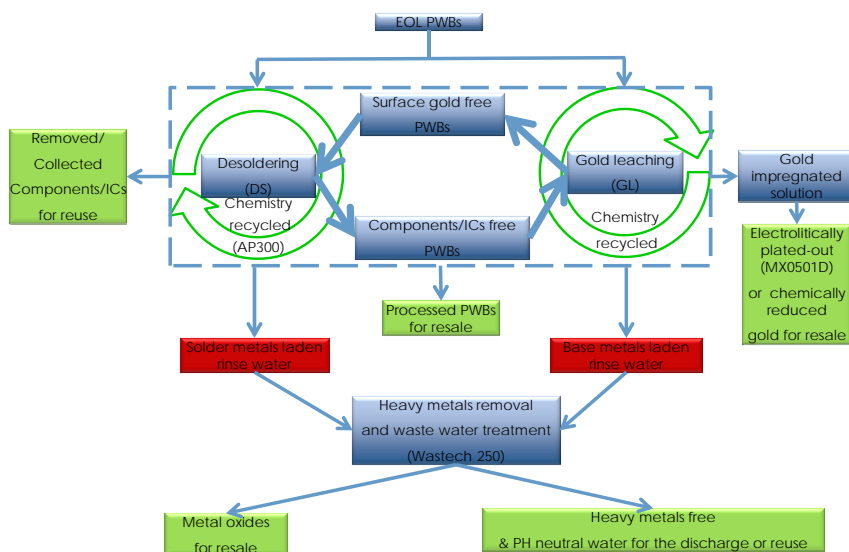 EOL PWBs
Surface gold free
PWBs
Removed/
Collected
Components/ICs
for reuse
Desoldering
(DS)
Chemistry
recycled
(AP300)
Gold leaching
(GL)
Chemistry
recycled
Gold
impregnated
solution
Components/ICs free
PWBs
Electrolitically
plated-out
(MX0501D)
or chemically
reduced
gold for resale
Processed PWBs
for resale
Solder metals laden
rinse water
Base metals laden
rinse water
Heavy metals removal
and waste water treatment
(Wastech 250)
Metal oxides
for resale
Heavy metals free
& PH neutral water for the discharge or reuse